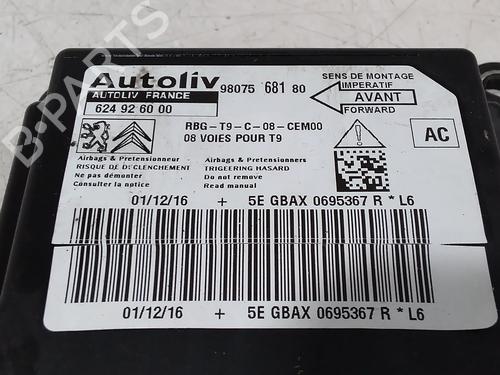 Autoliv
AUTOLIV FRANCE
624 92 60 00
98075 681 80
SENS DE MONTAGE
IMPERATIF
AVANT
FORWARD
RBG-T9-C-08-CEM00
08 VOIES POUR T9
AC
Airbags & Pretensionneur
RISQUE DE DECLENCHEMENT
Ne pas démonter
Consulter la notice
Airbags & Pretensionners
TRIGEERING HASARD
Do not remove
Read manual
01/12/16 + 5E GBAX 0695367 R * L6
01/12/16 + 5E GBAX 0695367 R * L6
B-PARTS